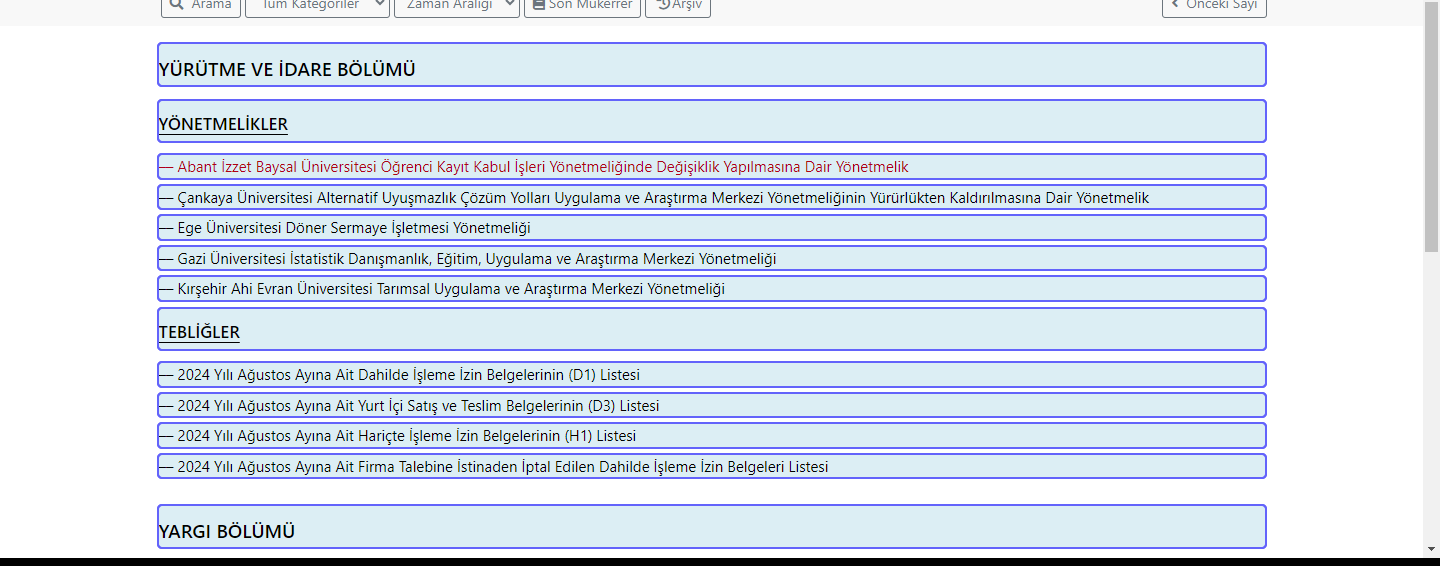 Arama Tüm Kategoriler Zaman Aralığı Son Mükerrer Arşiv Önceki Sayı
YÜRÜTME VE İDARE BÖLÜMÜ
YÖNETMELİKLER
— Abant İzzet Baysal Üniversitesi Öğrenci Kayıt Kabul İşleri Yönetmeliğinde Değişiklik Yapılmasına Dair Yönetmelik
— Çankaya Üniversitesi Alternatif Uyuşmazlık Çözüm Yolları Uygulama ve Araştırma Merkezi Yönetmeliğinin Yürürlükten Kaldırılmasına Dair Yönetmelik
— Ege Üniversitesi Döner Sermaye İşletmesi Yönetmeliği
— Gazi Üniversitesi İstatistik Danışmanlık, Eğitim, Uygulama ve Araştırma Merkezi Yönetmeliği
— Kırşehir Ahi Evran Üniversitesi Tarımsal Uygulama ve Araştırma Merkezi Yönetmeliği
TEBLİĞLER
— 2024 Yılı Ağustos Ayına Ait Dahilde İşleme İzin Belgelerinin (D1) Listesi
— 2024 Yılı Ağustos Ayına Ait Yurt İçi Satış ve Teslim Belgelerinin (D3) Listesi
— 2024 Yılı Ağustos Ayına Ait Hariçte İşleme İzin Belgelerinin (H1) Listesi
— 2024 Yılı Ağustos Ayına Ait Firma Talebine İstinaden İptal Edilen Dahilde İşleme İzin Belgeleri Listesi
YARGI BÖLÜMÜ